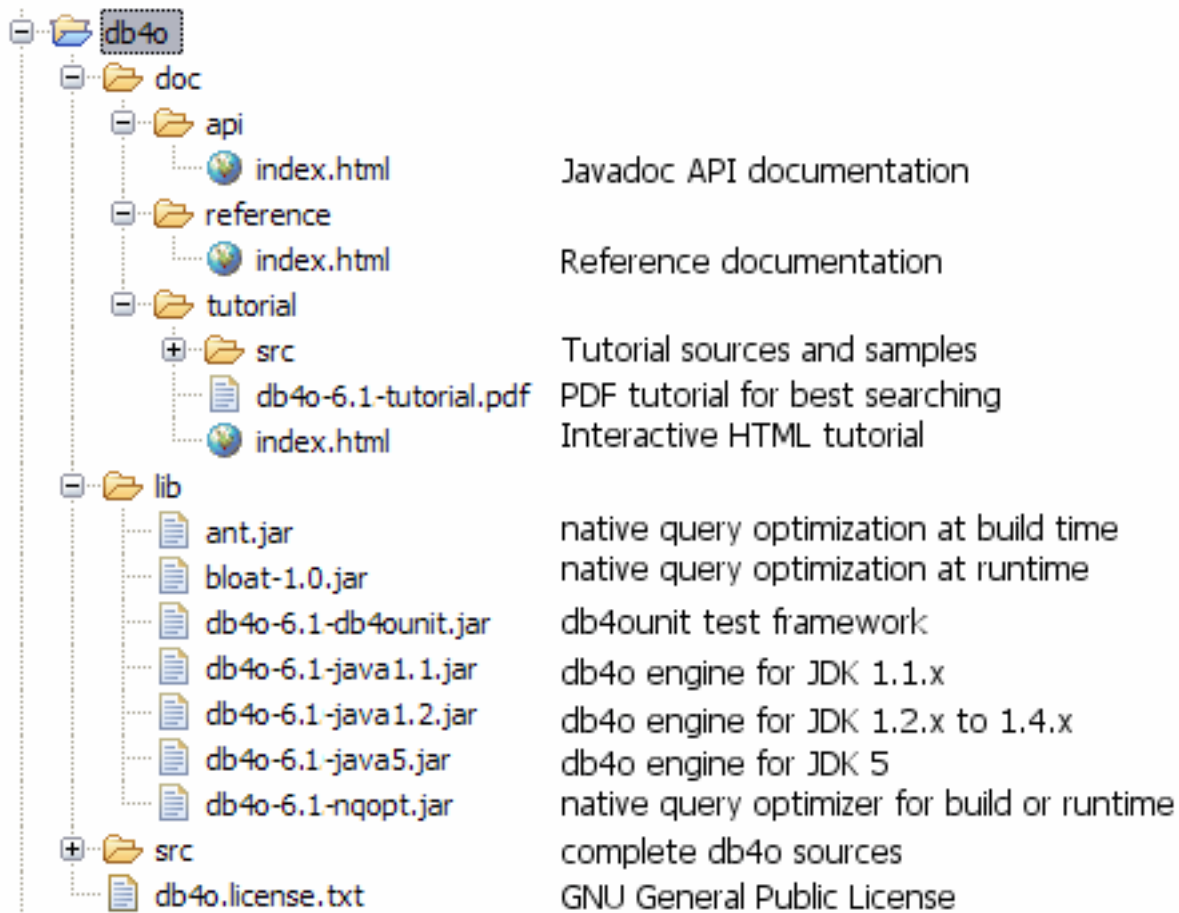 db4o
doc
api
index.html Javadoc API documentation
reference
index.html Reference documentation
tutorial
src Tutorial sources and samples
db4o-6.1-tutorial.pdf PDF tutorial for best searching
index.html Interactive HTML tutorial
lib
ant.jar native query optimization at build time
bloat-1.0.jar native query optimization at runtime
db4o-6.1-db4ounit.jar db4ounit test framework
db4o-6.1-java1.1.jar db4o engine for JDK 1.1.x
db4o-6.1-java1.2.jar db4o engine for JDK 1.2.x to 1.4.x
db4o-6.1-java5.jar db4o engine for JDK 5
db4o-6.1-nqopt.jar native query optimizer for build or runtime
src complete db4o sources
db4o.license.txt GNU General Public License